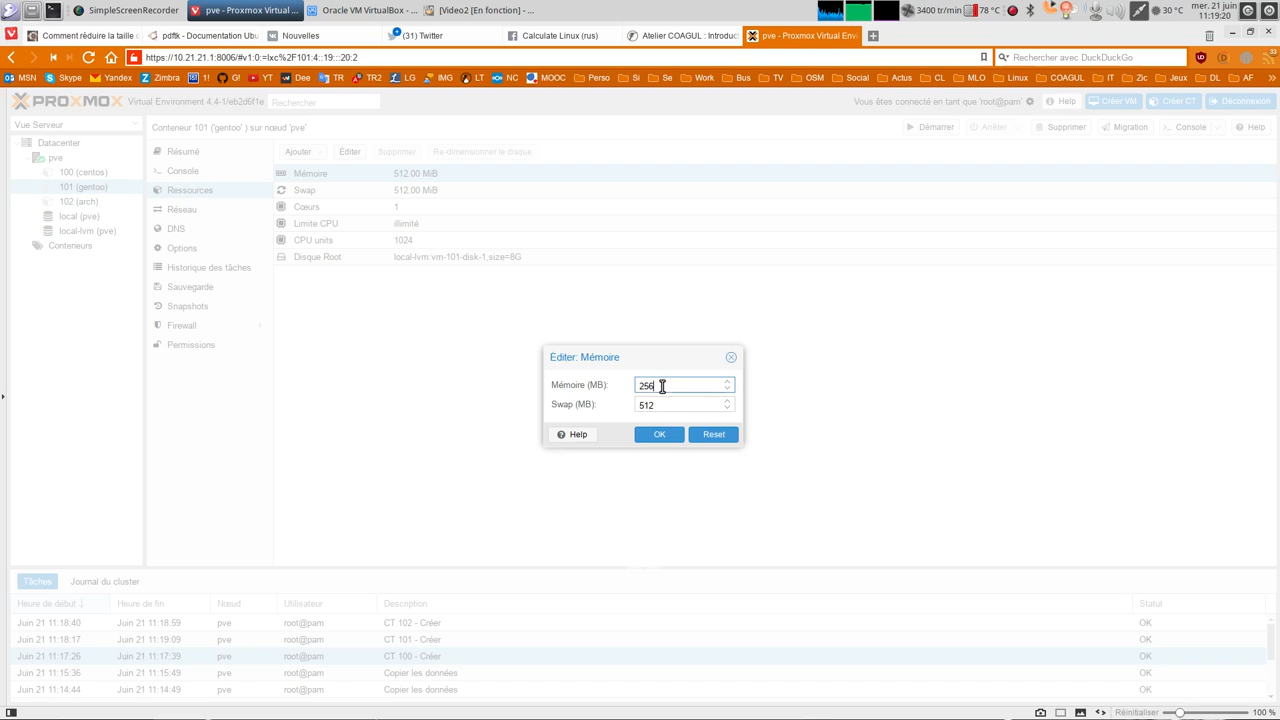 SimpleScreenRecorder
pve - Proxmox Virtual ...
Oracle VM VirtualBox - ...
[Video2 [En fonction] - ...
3400 tr/min
78 °C
30 °C
mer. 21 juin
11:19:20
Comment réduire la taille
pdftk - Documentation Ubu
Nouvelles
(31) Twitter
Calculate Linux (rus)
Atelier COAGUL : Introduc
pve - Proxmox Virtual Envi
https://10.21.21.1:8006/#v1:0:=lxc%2F101:4::19:::20:2
Rechercher avec DuckDuckGo
MSN
Skype
Yandex
Zimbra
1!
G!
YT
Dee
TR
TR2
LG
IMG
LT
NC
MOOC
Perso
Si
Se
Work
Bus
TV
OSM
Social
Actus
CL
MLO
Linux
COAGUL
IT
Zic
Jeux
DL
AF
PROXMOX
Virtual Environment 4.4-1/eb2d6f1e
Rechercher
Vous êtes connecté en tant que 'root@pam'
Help
Créer VM
Créer CT
Déconnexion
Vue Serveur
Datacenter
pve
100 (centos)
101 (gentoo)
102 (arch)
local (pve)
local-lvm (pve)
Conteneurs
Conteneur 101 ('gentoo' ) sur nœud 'pve'
Démarrer
Arrêter
Supprimer
Migration
Console
Help
Résumé
Console
Ressources
Réseau
DNS
Options
Historique des tâches
Sauvegarde
Snapshots
Firewall
Permissions
Ajouter
Éditer
Supprimer
Re-dimensionner le disque
Mémoire 512.00 MiB
Swap 512.00 MiB
Cœurs 1
Limite CPU illimité
CPU units 1024
Disque Root local-lvm:vm-101-disk-1,size=8G
Éditer: Mémoire
Mémoire (MB): 256
Swap (MB): 512
Help
OK
Reset
Tâches
Journal du cluster
Heure de début Heure de fin Nœud Utilisateur Description Statut
Juin 21 11:18:40 Juin 21 11:18:59 pve root@pam CT 102 - Créer OK
Juin 21 11:18:17 Juin 21 11:19:09 pve root@pam CT 101 - Créer OK
Juin 21 11:17:26 Juin 21 11:17:39 pve root@pam CT 100 - Créer OK
Juin 21 11:15:36 Juin 21 11:15:49 pve root@pam Copier les données OK
Juin 21 11:14:44 Juin 21 11:14:49 pve root@pam Copier les données OK
Réinitialiser
100 %